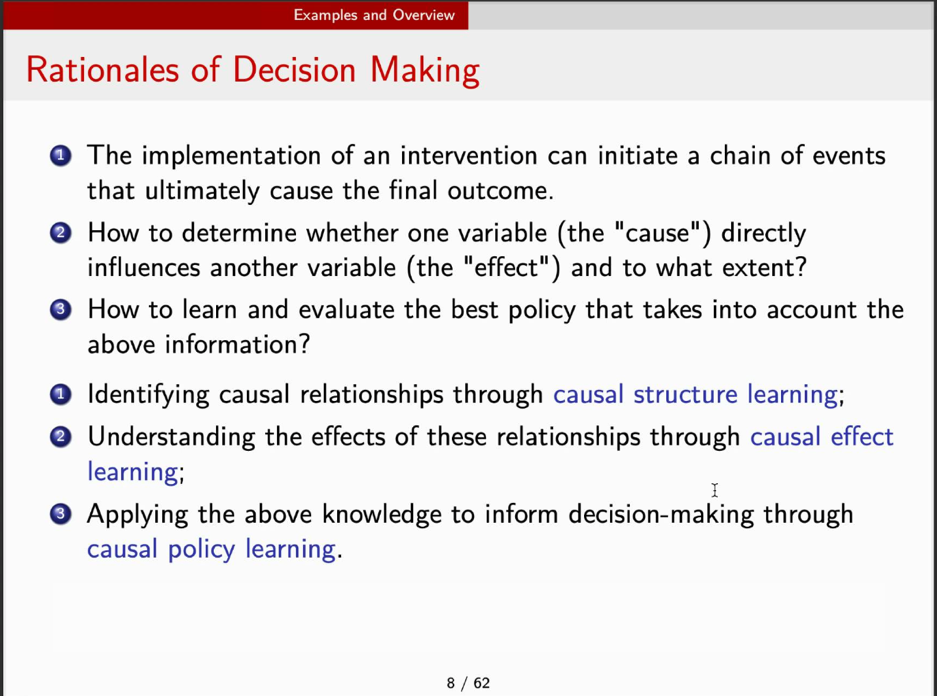 Examples and Overview
Rationales of Decision Making
1 The implementation of an intervention can initiate a chain of events
that ultimately cause the final outcome.
2 How to determine whether one variable (the "cause") directly
influences another variable (the "effect") and to what extent?
3 How to learn and evaluate the best policy that takes into account the
above information?
1 Identifying causal relationships through causal structure learning;
2 Understanding the effects of these relationships through causal effect
learning;
3 Applying the above knowledge to inform decision-making through
causal policy learning.
8 / 62